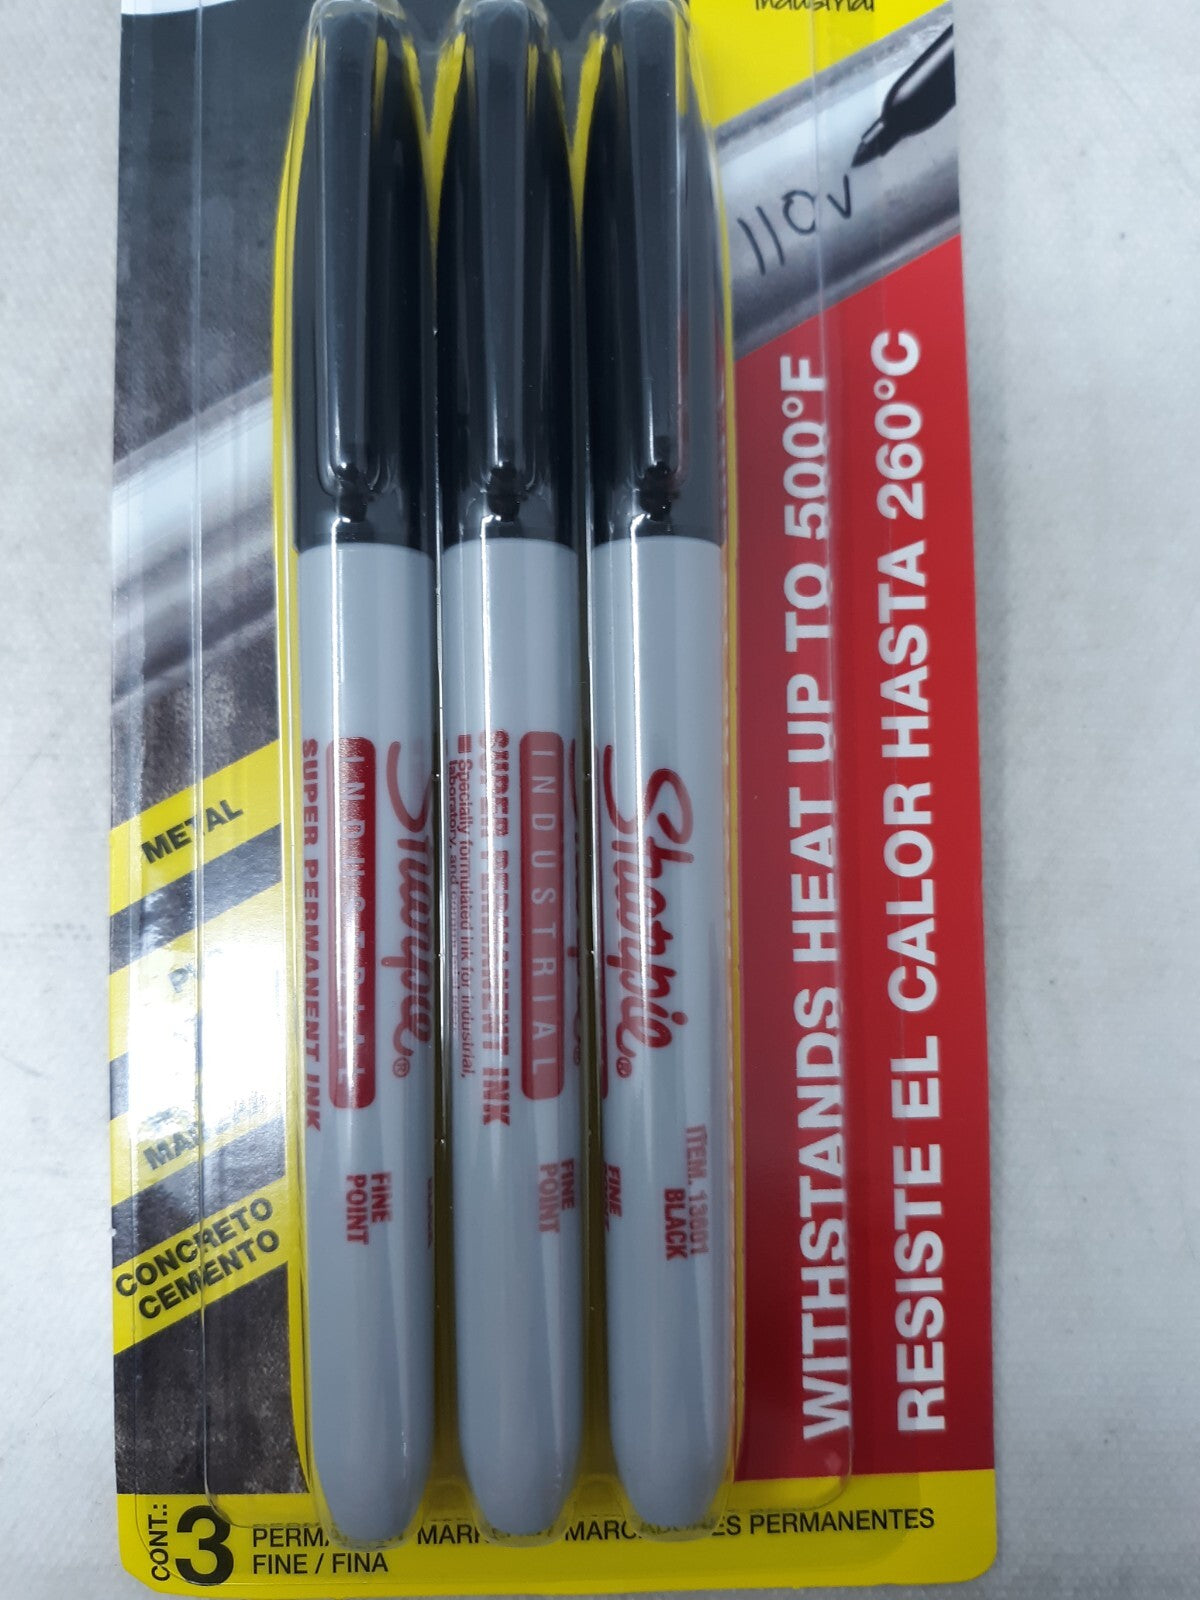 Industrial
110V
WITHSTANDS HEAT UP TO 500°F
RESISTE EL CALOR HASTA 260°C
METAL
CONCRETO
CEMENTO
Sharpie®
INDUSTRIAL
SUPER PERMANENT INK
FINE
POINT
INDUSTRIAL
SUPER PERMANENT INK
Specially formulated ink for industrial,
laboratory, and
FINE
POINT
Sharpie®
FINE
ITEM. 13601
BLACK
CONT.:
3
PERMANENT MARKERS / MARCADORES PERMANENTES
FINE / FINA